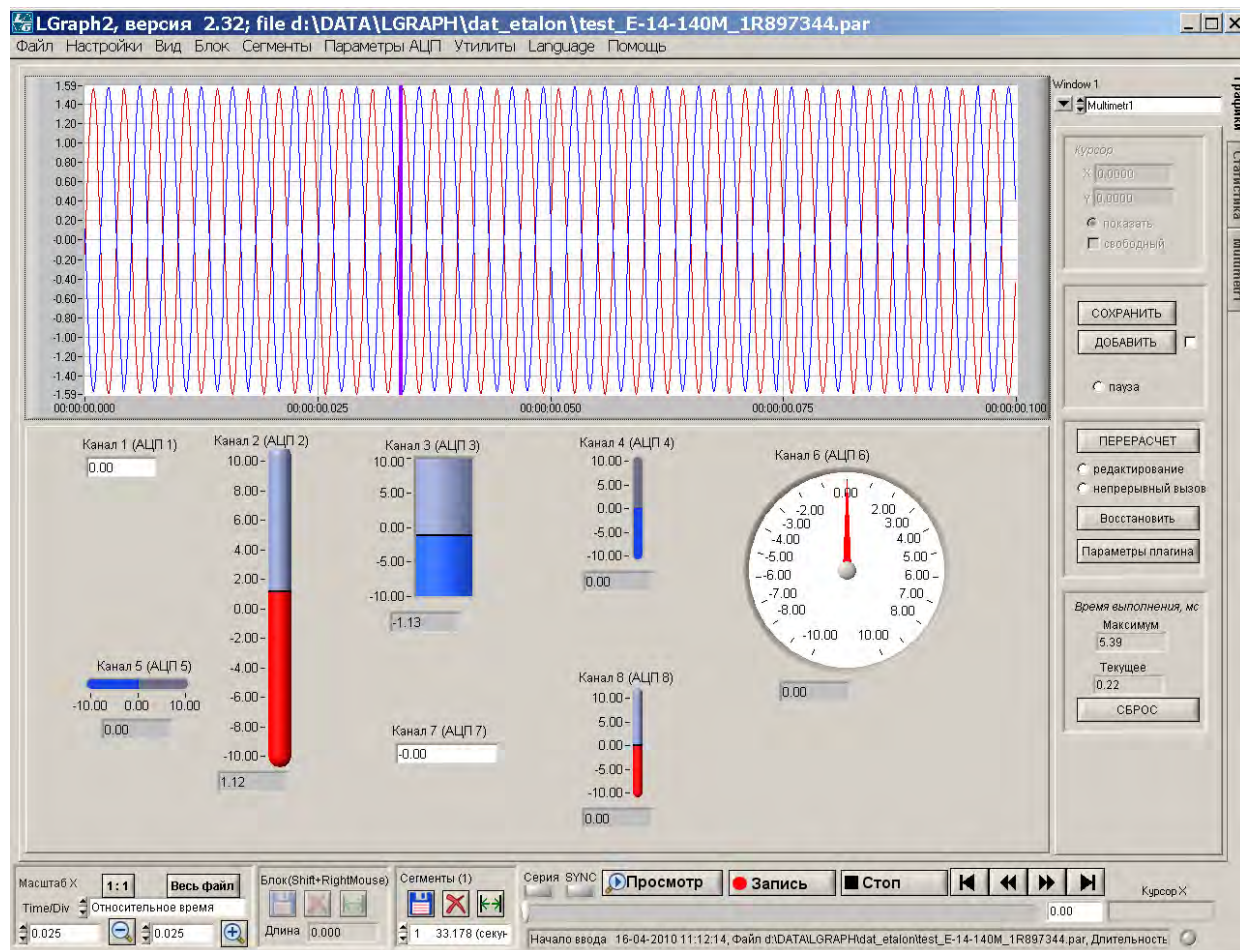 LGraph2, версия 2.32; file d:\DATA\LGRAPH\dat_etalon\test_E-14-140M_1R897344.par
Файл Настройки Вид Блок Сегменты Параметры АЦП Утилиты Language Помощь
1.59
1.40
1.20
1.00
0.80
0.60
0.40
0.20
-0.00
-0.20
-0.40
-0.60
-0.80
-1.00
-1.20
-1.40
-1.59
00:00:00.000 00:00:00.025 00:00:00.050 00:00:00.075 00:00:00.100
Window 1
Multimetr1
Графики
Статистика
Multimetr1
Курсор
X 0.0000
Y 0.0000
показать
свободный
СОХРАНИТЬ
ДОБАВИТЬ
пауза
ПЕРЕРАСЧЕТ
редактирование
непрерывный вызов
Восстановить
Параметры плагина
Время выполнения, мс
Максимум
5.39
Текущее
0.22
СБРОС
Канал 1 (АЦП 1)
0.00
Канал 2 (АЦП 2)
10.00
8.00
6.00
4.00
2.00
0.00
-2.00
-4.00
-6.00
-8.00
-10.00
1.12
Канал 3 (АЦП 3)
10.00
5.00
0.00
-5.00
-10.00
-1.13
Канал 4 (АЦП 4)
10.00
5.00
0.00
-5.00
-10.00
0.00
Канал 6 (АЦП 6)
0.00
-2.00 2.00
-3.00 3.00
-4.00 4.00
-5.00 5.00
-6.00 6.00
-7.00 7.00
-8.00 8.00
-10.00 10.00
0.00
Канал 5 (АЦП 5)
-10.00 0.00 10.00
0.00
Канал 7 (АЦП 7)
-0.00
Канал 8 (АЦП 8)
10.00
5.00
0.00
-5.00
-10.00
0.00
Масштаб X 1:1 Весь файл
Time/Div Относительное время
0.025 0.025
Блок(Shift+RightMouse)
Длина 0.000
Сегменты (1)
1 33.178 (секун
Серия SYNC Просмотр Запись Стоп
0.00
Курсор X
Начало ввода 16-04-2010 11:12:14, Файл d:\DATA\LGRAPH\dat_etalon\test_E-14-140M_1R897344.par, Длительность